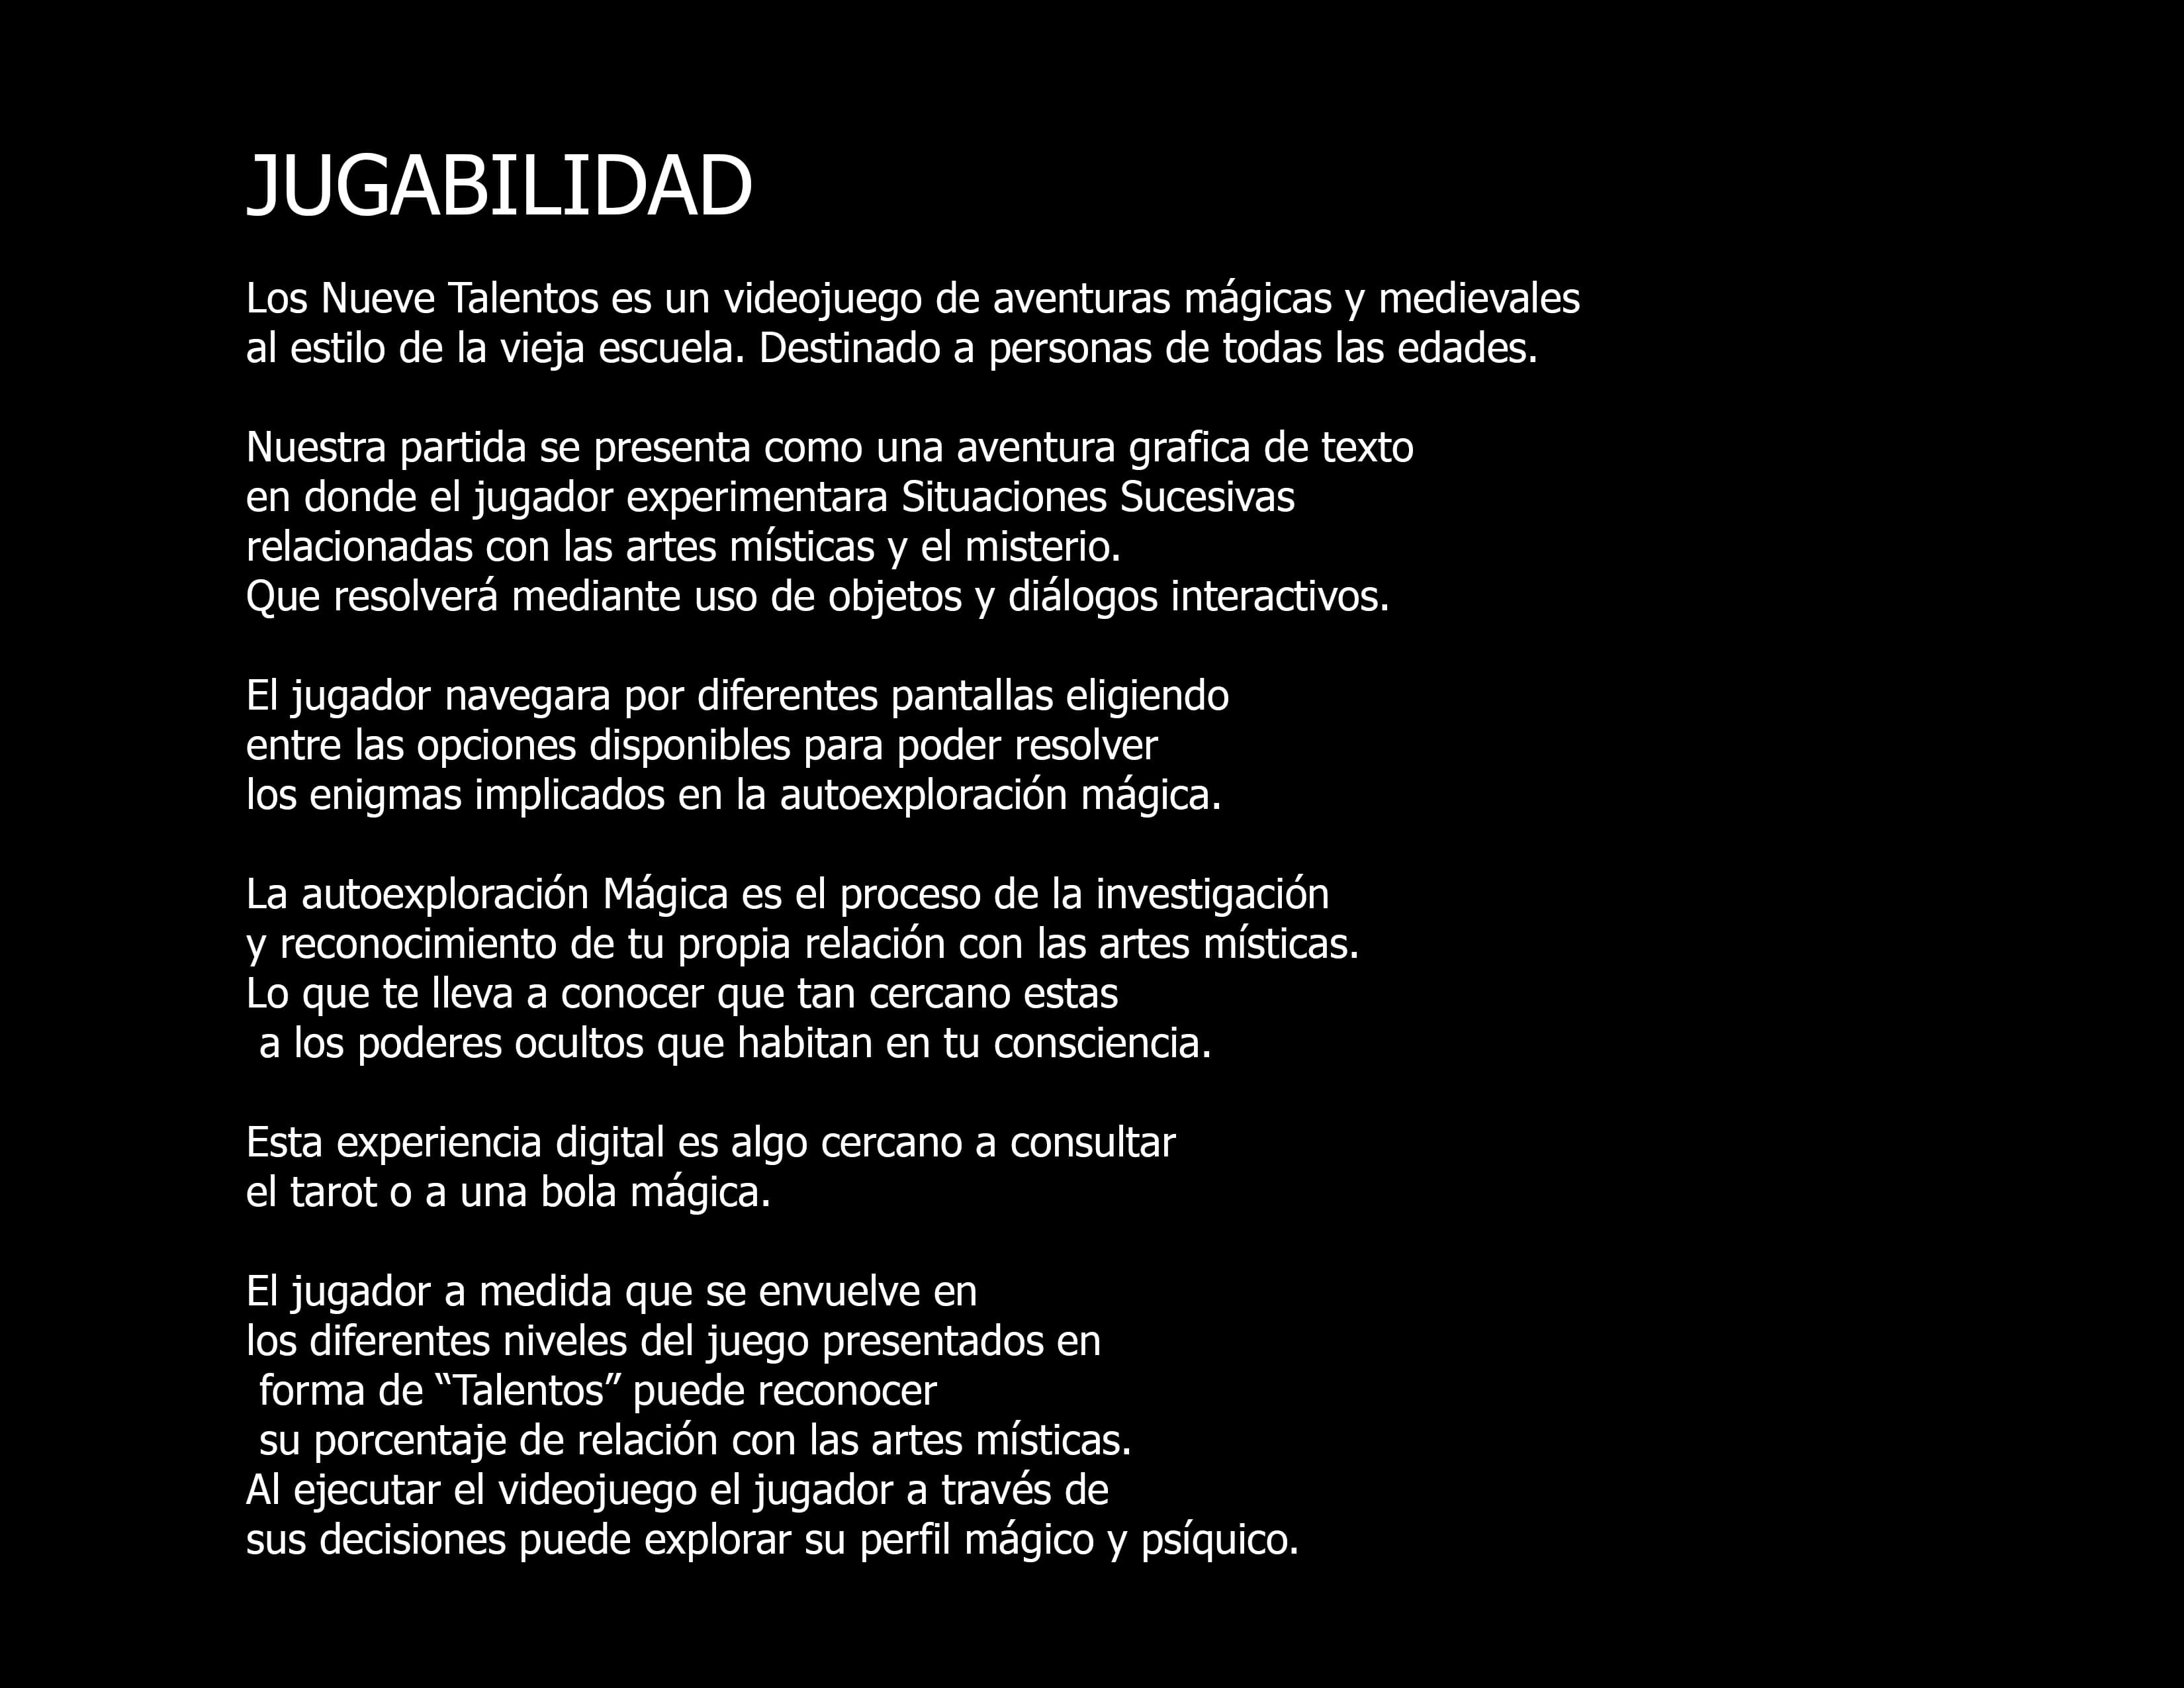 JUGABILIDAD
Los Nueve Talentos es un videojuego de aventuras mágicas y medievales
al estilo de la vieja escuela. Destinado a personas de todas las edades.
Nuestra partida se presenta como una aventura grafica de texto
en donde el jugador experimentara Situaciones Sucesivas
relacionadas con las artes místicas y el misterio.
Que resolverá mediante uso de objetos y diálogos interactivos.
El jugador navegara por diferentes pantallas eligiendo
entre las opciones disponibles para poder resolver
los enigmas implicados en la autoexploración mágica.
La autoexploración Mágica es el proceso de la investigación
y reconocimiento de tu propia relación con las artes místicas.
Lo que te lleva a conocer que tan cercano estas
a los poderes ocultos que habitan en tu consciencia.
Esta experiencia digital es algo cercano a consultar
el tarot o a una bola mágica.
El jugador a medida que se envuelve en
los diferentes niveles del juego presentados en
forma de “Talentos” puede reconocer
su porcentaje de relación con las artes místicas.
Al ejecutar el videojuego el jugador a través de
sus decisiones puede explorar su perfil mágico y psíquico.